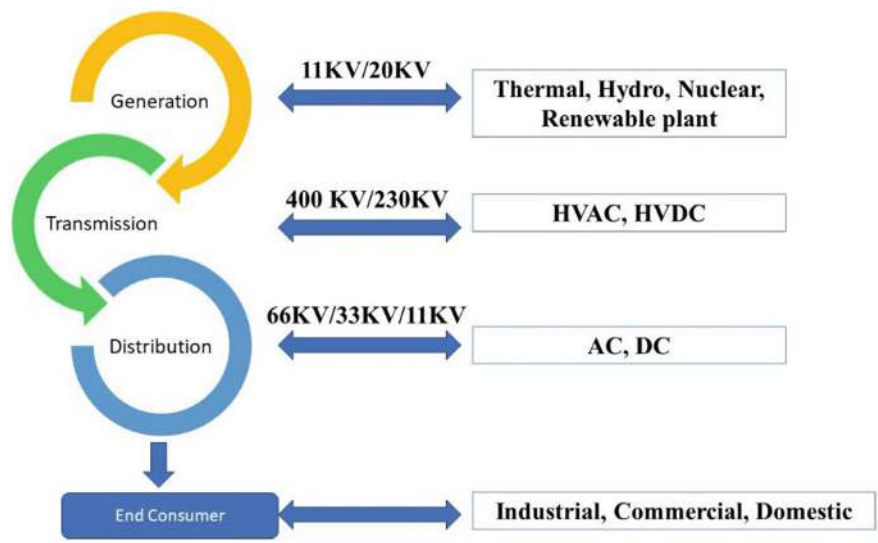 11KV/20KV
Generation
Thermal, Hydro, Nuclear,
Renewable plant
400 KV/230KV
Transmission
HVAC, HVDC
66KV/33KV/11KV
Distribution
AC, DC
End Consumer
Industrial, Commercial, Domestic